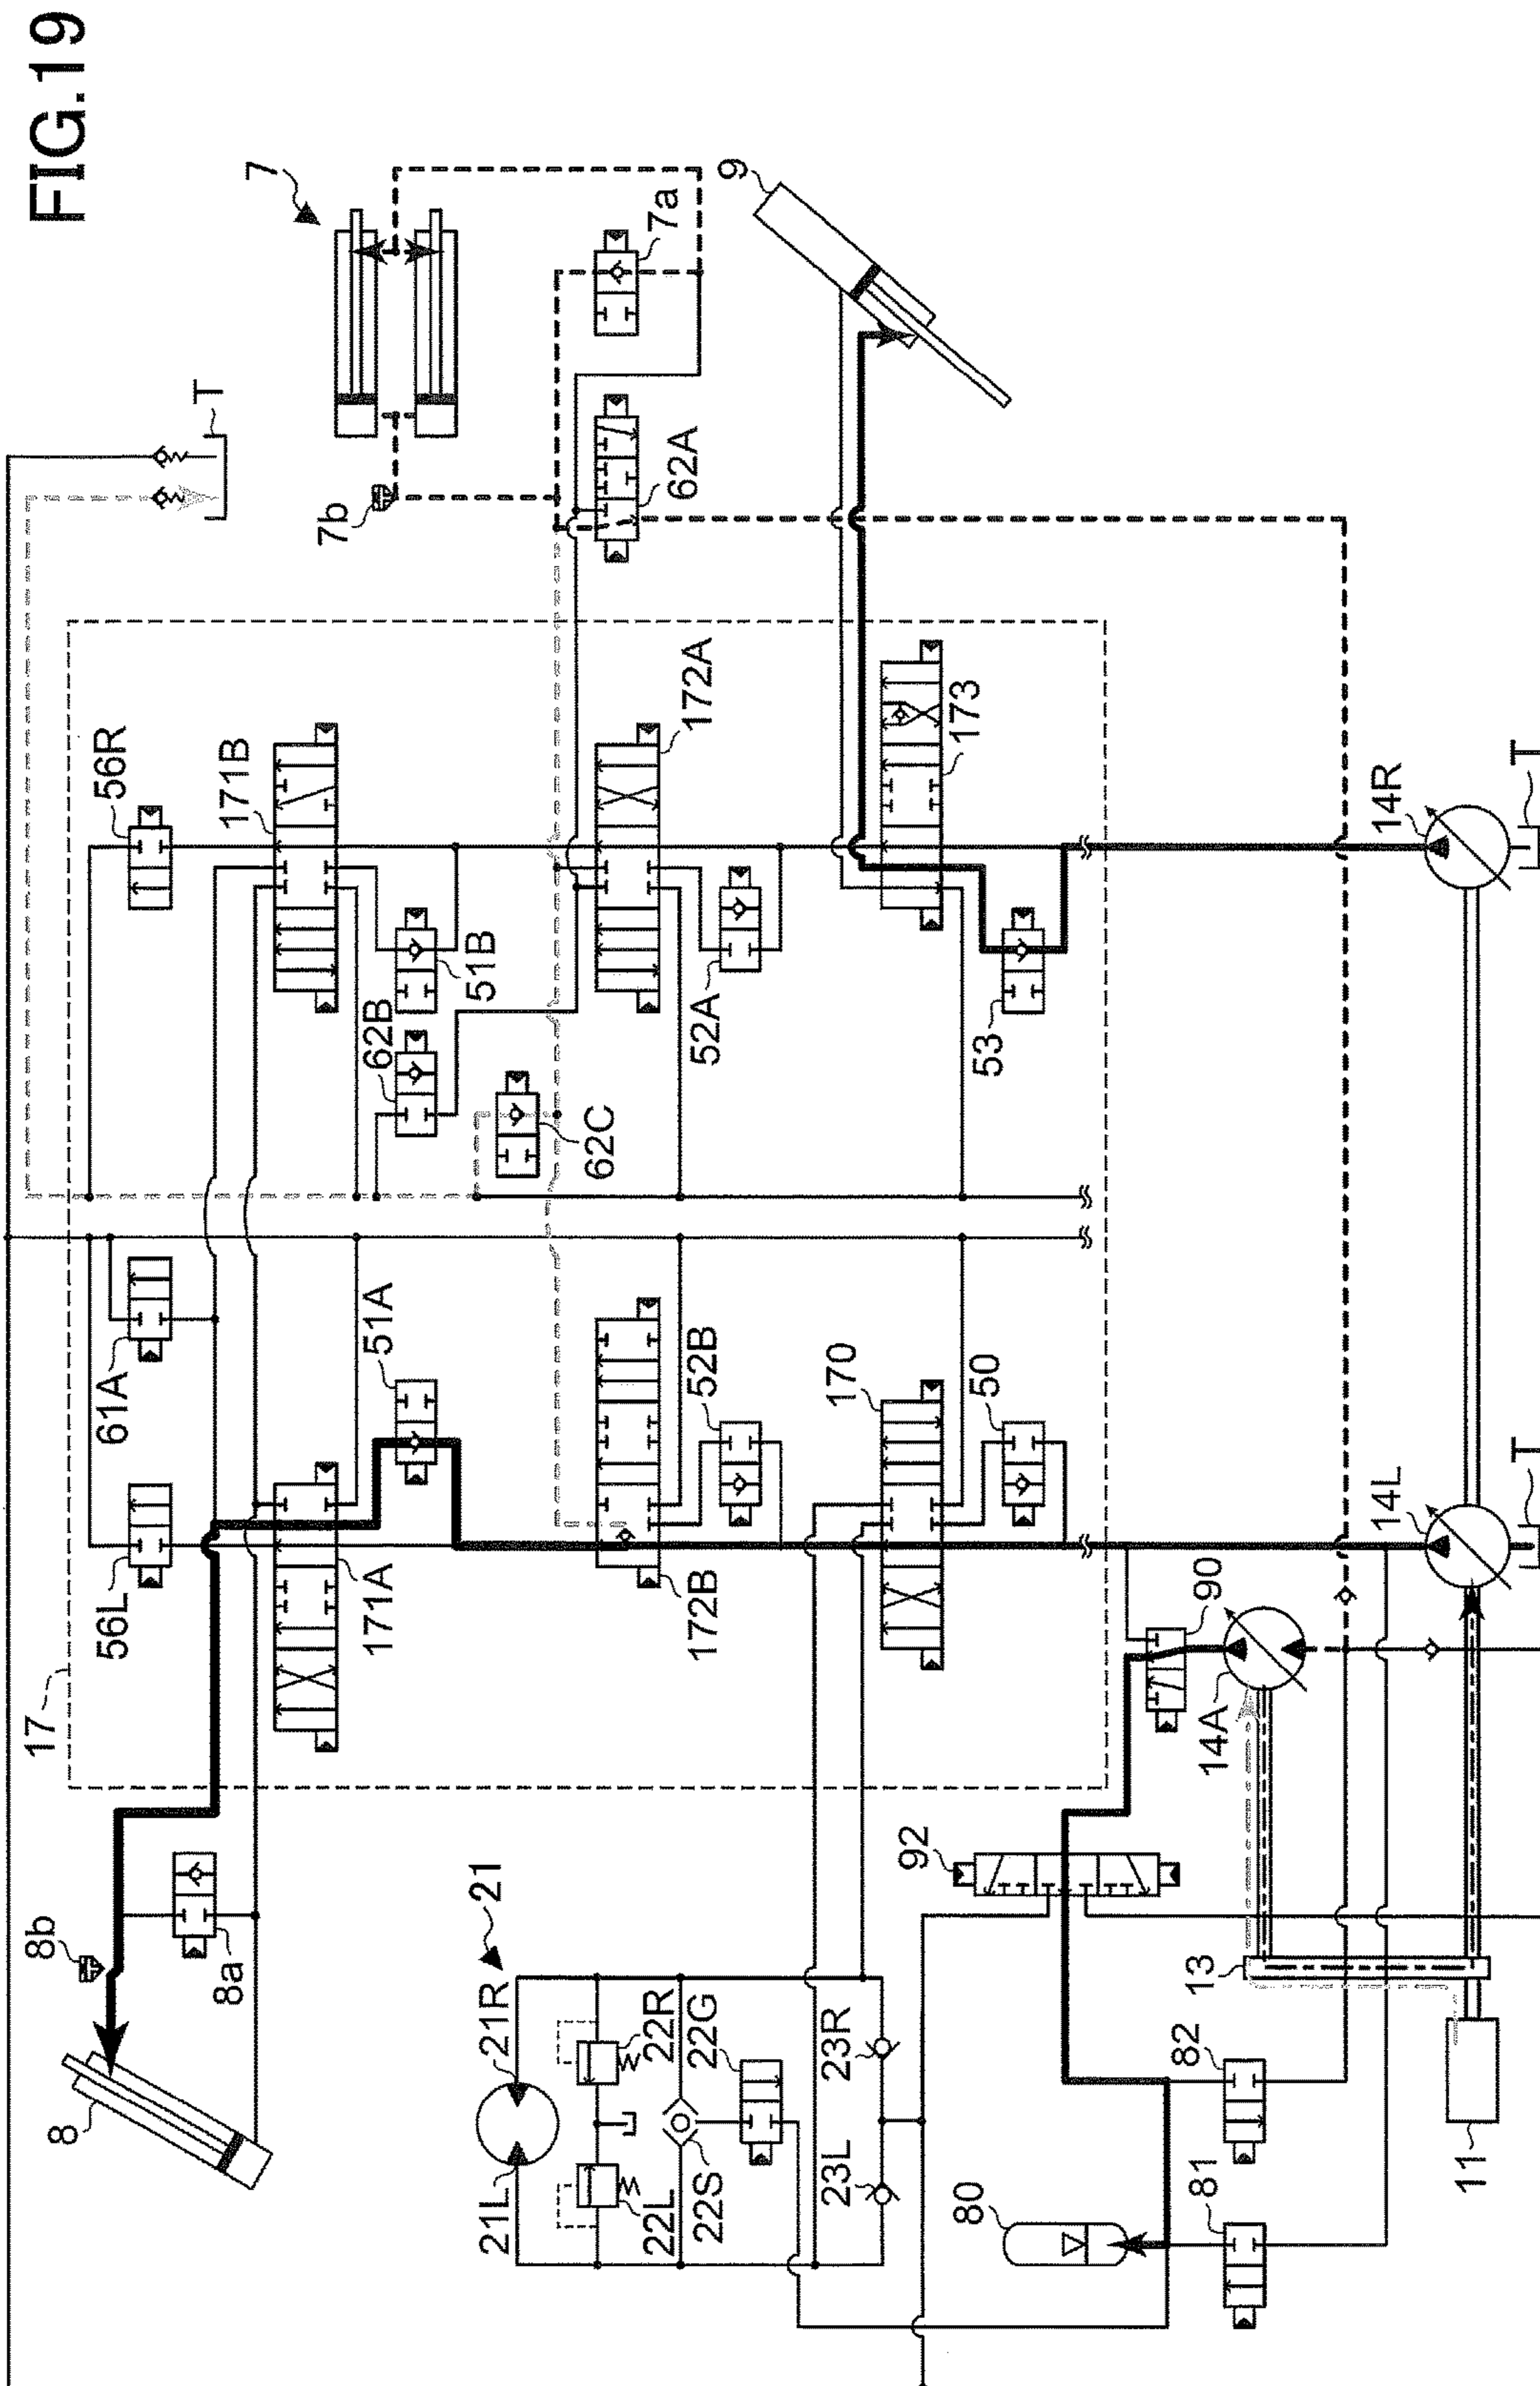 FIG.19
7
7a
7b
9
T
62A
56R
171B
172A
173
51B
62B
52A
53
62C
14R
T
61A
51A
52B
170
50
56L
171A
172B
14L
T
17
90
14A
92
8b
8a
8
21
21R
22R
22G
23R
13
82
21L
22L
22S
23L
80
81
11